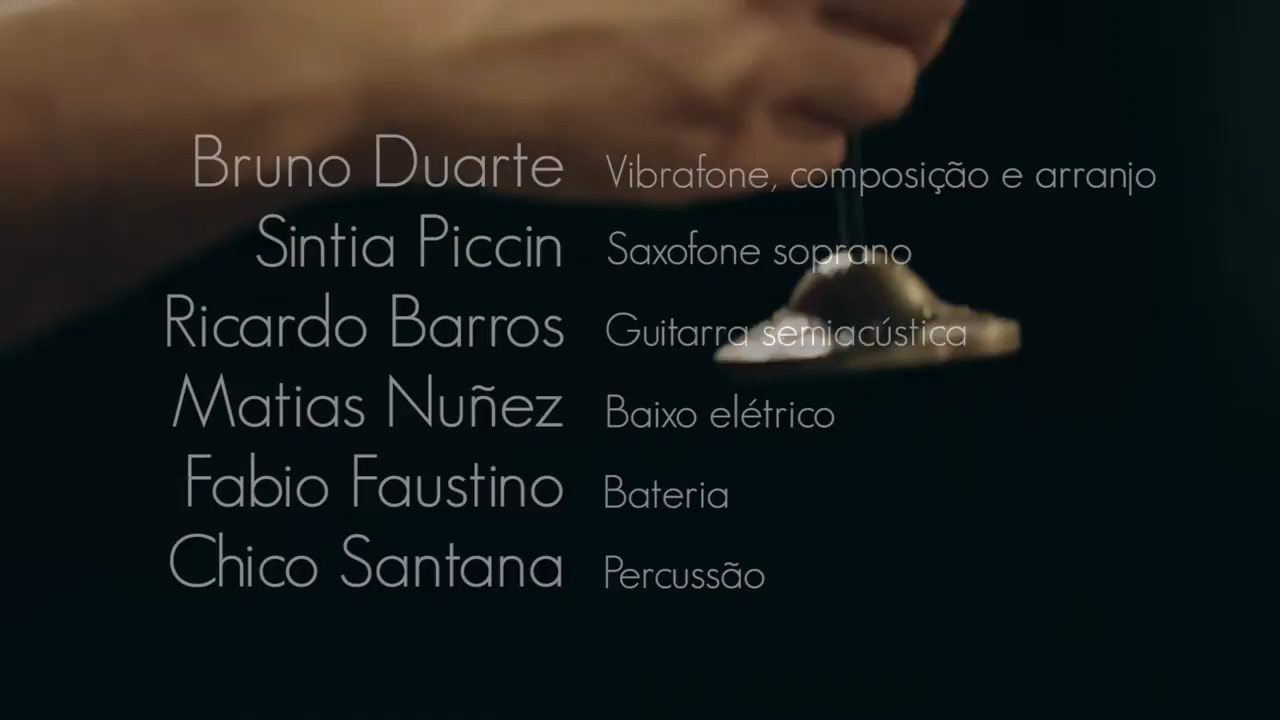 Bruno Duarte Vibrafone, composição e arranjo
Sintia Piccin Saxofone soprano
Ricardo Barros Guitarra semiacústica
Matias Nuñez Baixo elétrico
Fabio Faustino Bateria
Chico Santana Percussão